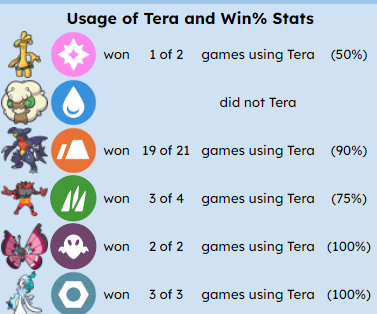 Usage of Tera and Win% Stats
won 1 of 2 games using Tera (50%)
did not Tera
won 19 of 21 games using Tera (90%)
won 3 of 4 games using Tera (75%)
won 2 of 2 games using Tera (100%)
won 3 of 3 games using Tera (100%)